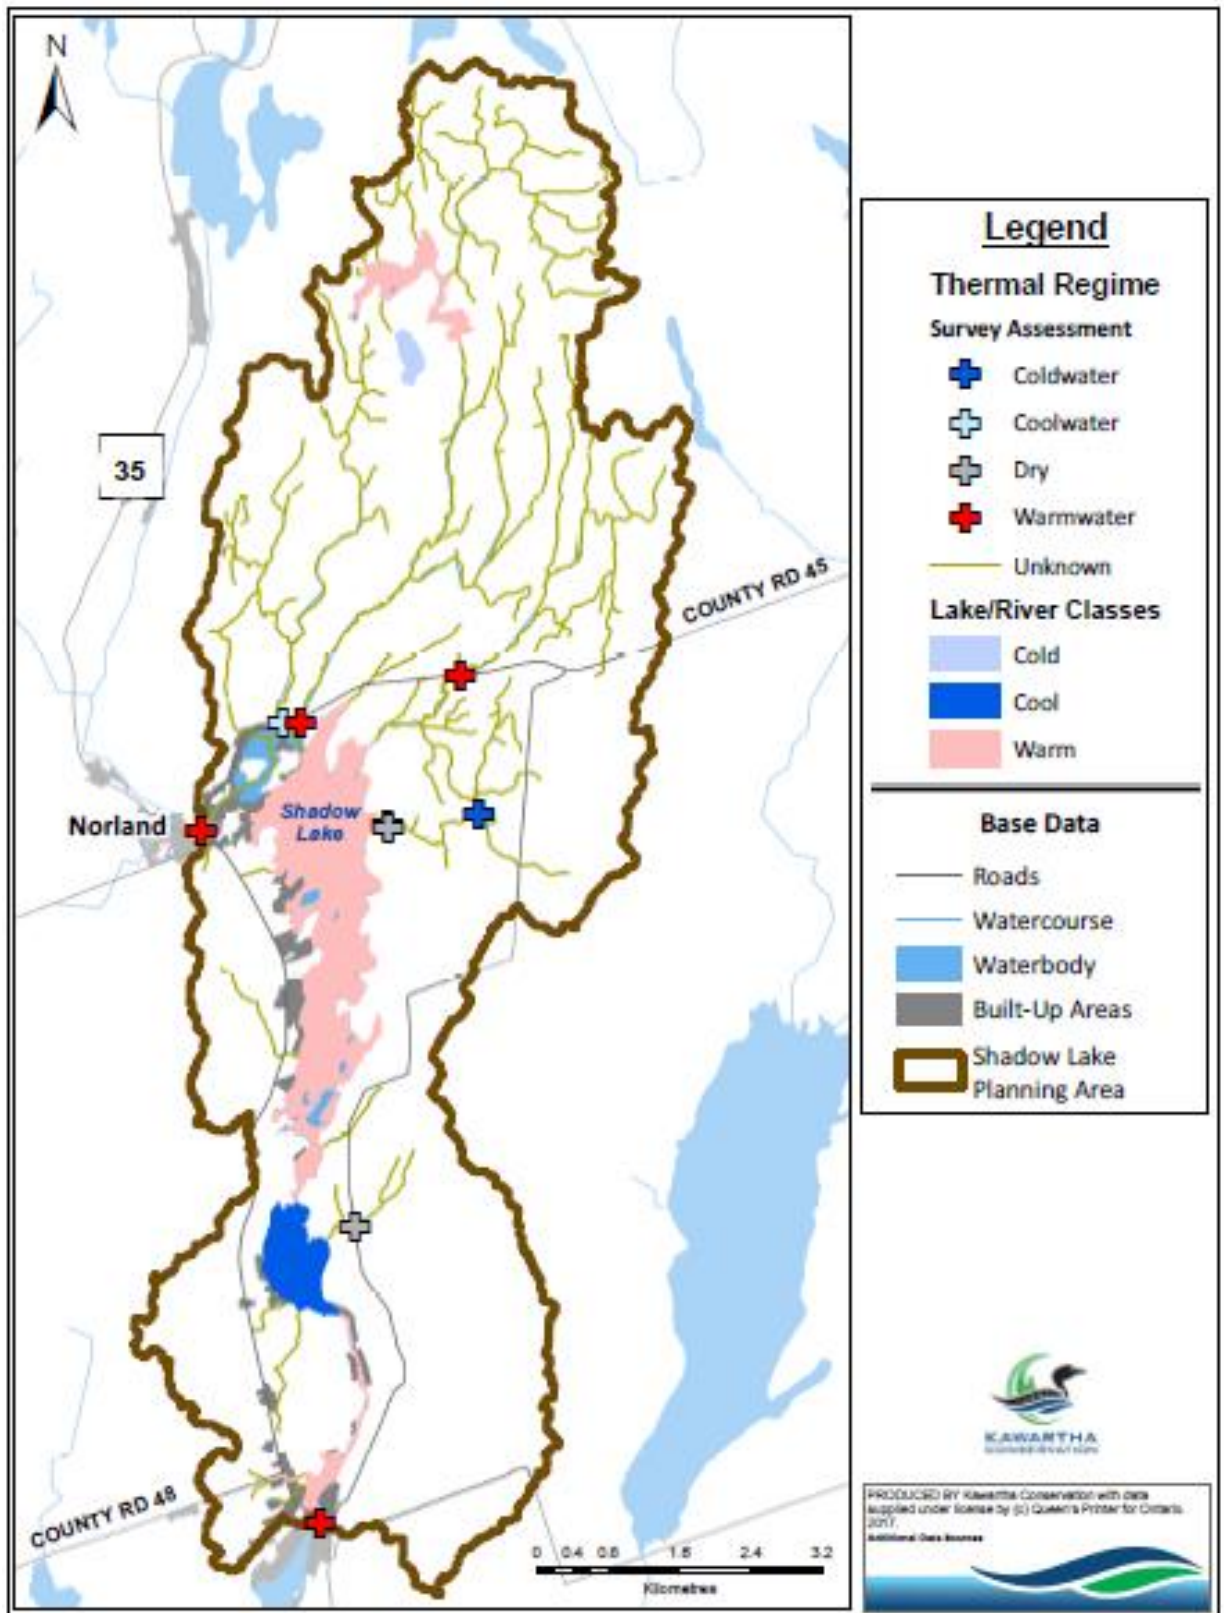 N
35
COUNTY RD 45
Norland
Shadow
Lake
COUNTY RD 48
0 0.4 0.8 1.6 2.4 3.2
Kilometres
Legend
Thermal Regime
Survey Assessment
Coldwater
Coolwater
Dry
Warmwater
Unknown
Lake/River Classes
Cold
Cool
Warm
Base Data
Roads
Watercourse
Waterbody
Built-Up Areas
Shadow Lake
Planning Area
KAWARTHA
CONSERVATION
PRODUCED BY Kawartha Conservation with data
supplied under license by (c) Queen's Printer for Ontario
2017.
Additional Data Sources